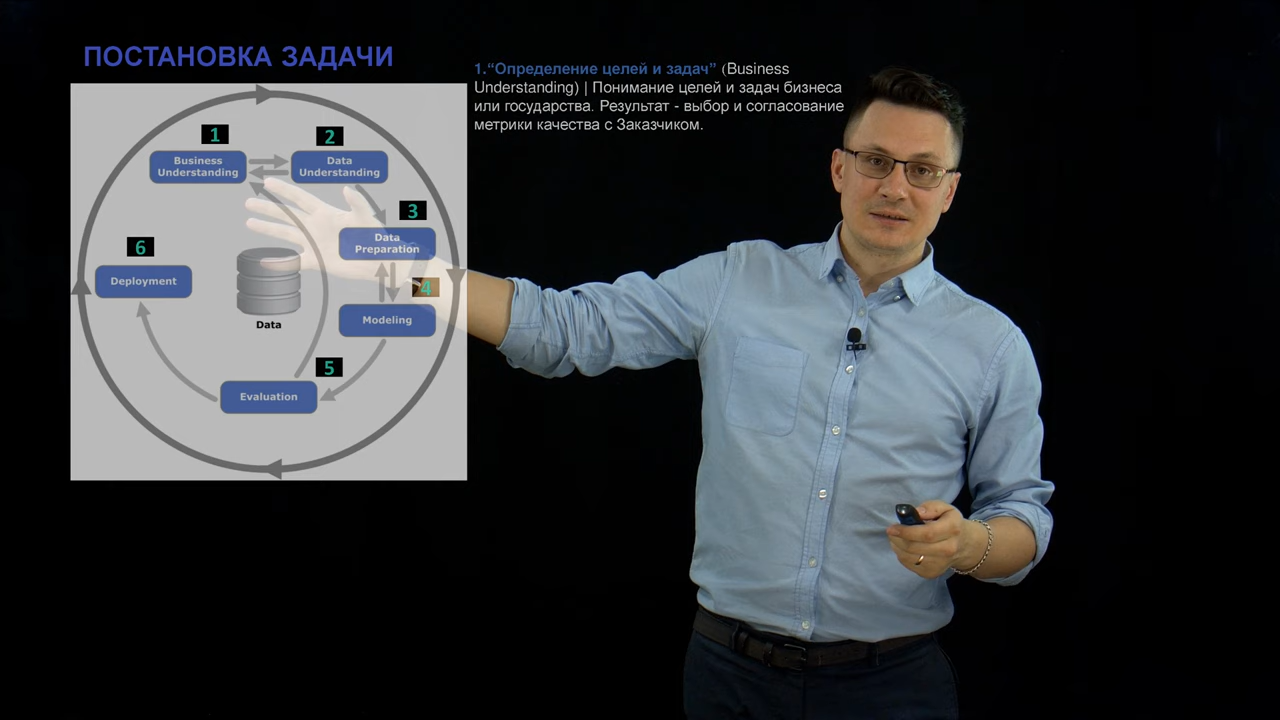 ПОСТАНОВКА ЗАДАЧИ
1.“Определение целей и задач” (Business
Understanding) | Понимание целей и задач бизнеса
или государства. Результат - выбор и согласование
метрики качества с Заказчиком.
1
2
Business
Understanding
Data
Understanding
3
Data
Preparation
6
Deployment
4
Modeling
Data
5
Evaluation